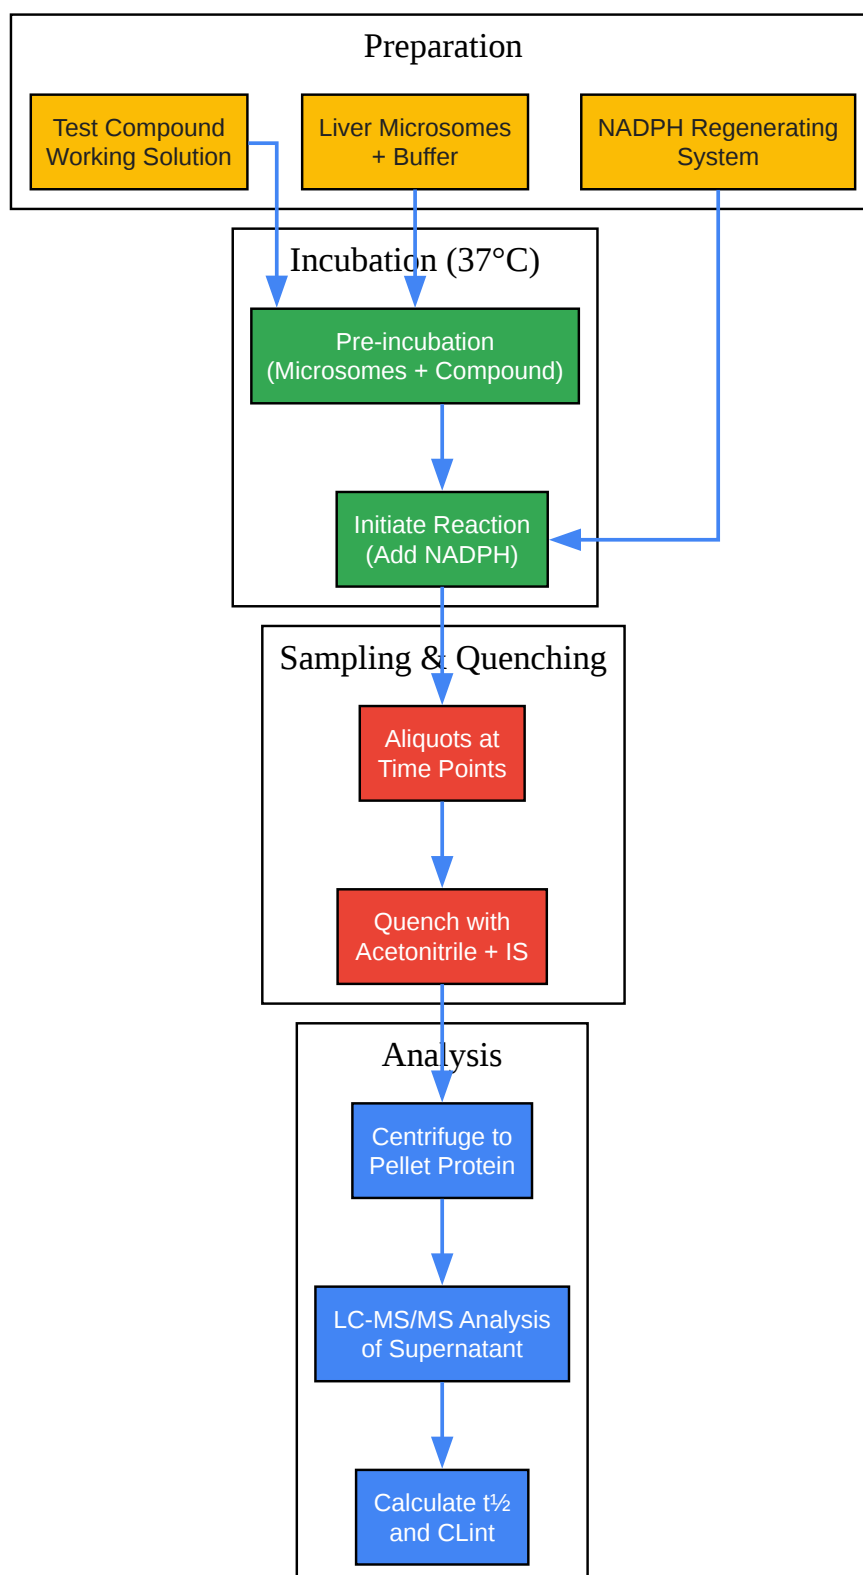 Preparation
Test Compound
Working Solution
Liver Microsomes
+ Buffer
NADPH Regenerating
System
Incubation (37°C)
Pre-incubation
(Microsomes + Compound)
Initiate Reaction
(Add NADPH)
Sampling & Quenching
Aliquots at
Time Points
Quench with
Acetonitrile + IS
Analysis
Centrifuge to
Pellet Protein
LC-MS/MS Analysis
of Supernatant
Calculate t½
and CLint